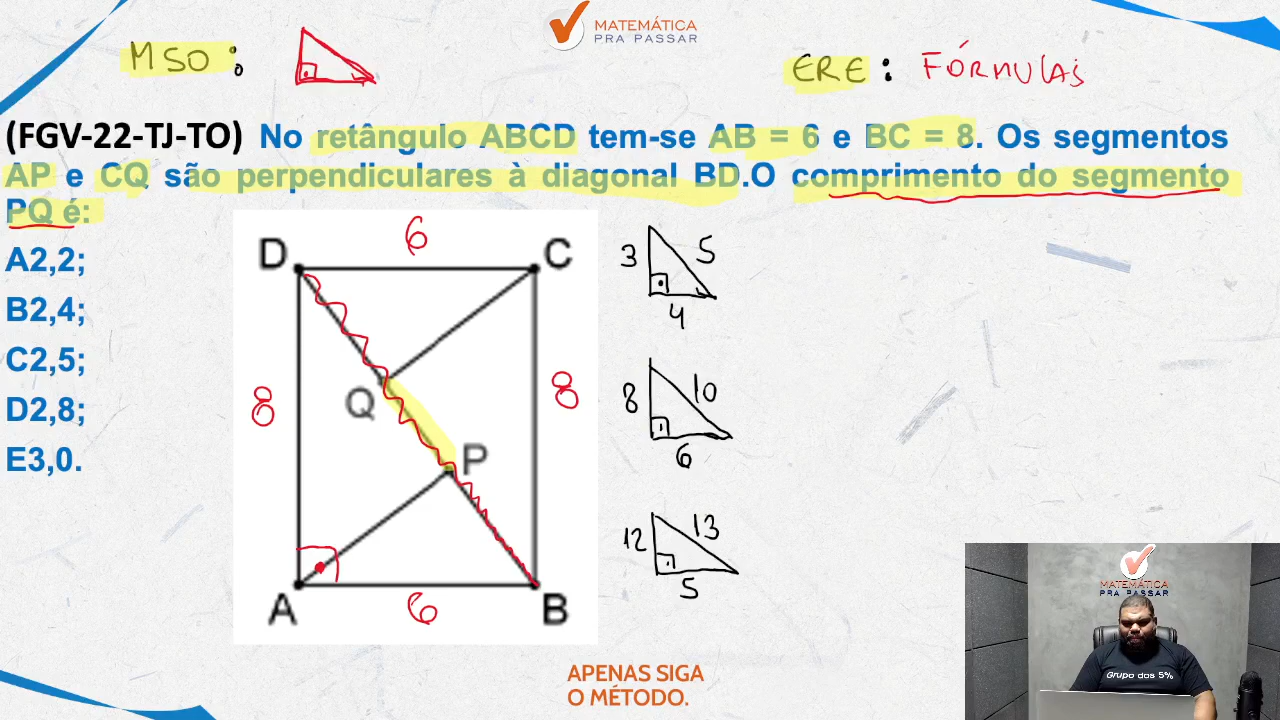 MATEMÁTICA
PRA PASSAR
MSO:
ERE: FÓRMULAS
(FGV-22-TJ-TO) No retângulo ABCD tem-se AB = 6 e BC = 8. Os segmentos
AP e CQ são perpendiculares à diagonal BD.O comprimento do segmento
PQ é:
A2,2;
B2,4;
C2,5;
D2,8;
E3,0.
6
D
C
8
8
Q
P
A
6
B
3
5
4
8
10
6
12
13
5
MATEMÁTICA
PRA PASSAR
Grupo dos 5%
APENAS SIGA
O MÉTODO.